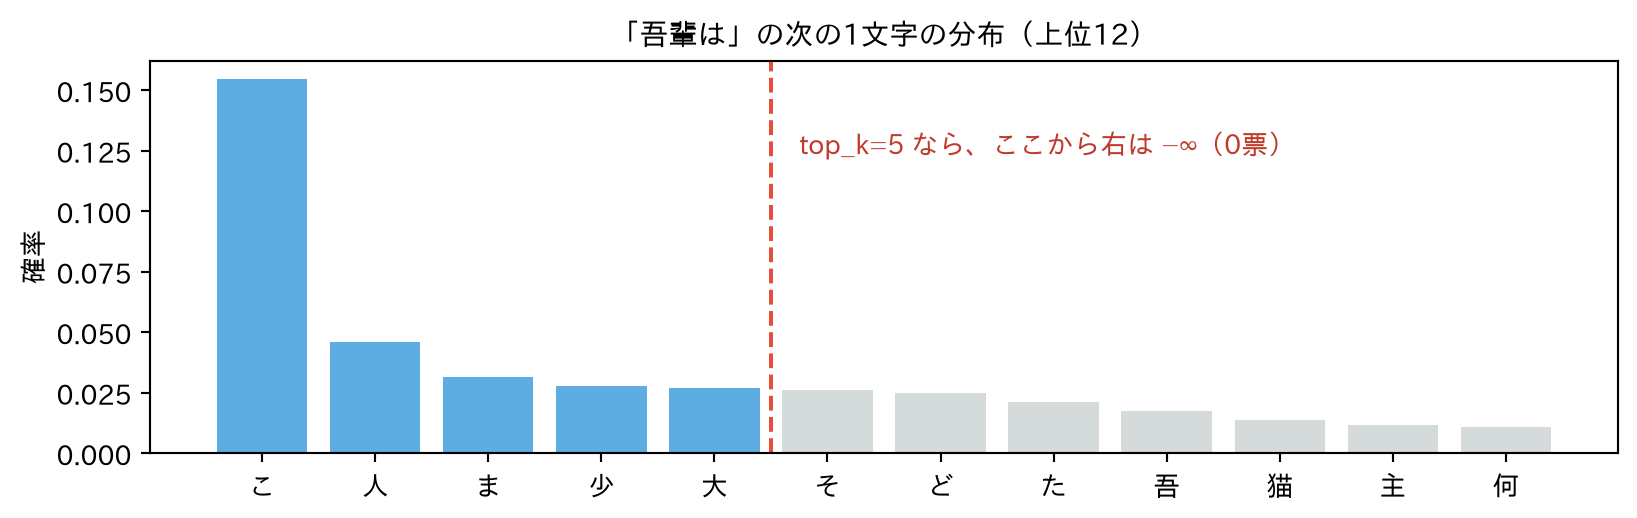 「吾輩は」の次の1文字の分布（上位12）
確率
0.150
0.125
0.100
0.075
0.050
0.025
0.000
top_k=5 なら、ここから右は −∞（0票）
こ 人 ま 少 大 そ ど た 吾 猫 主 何